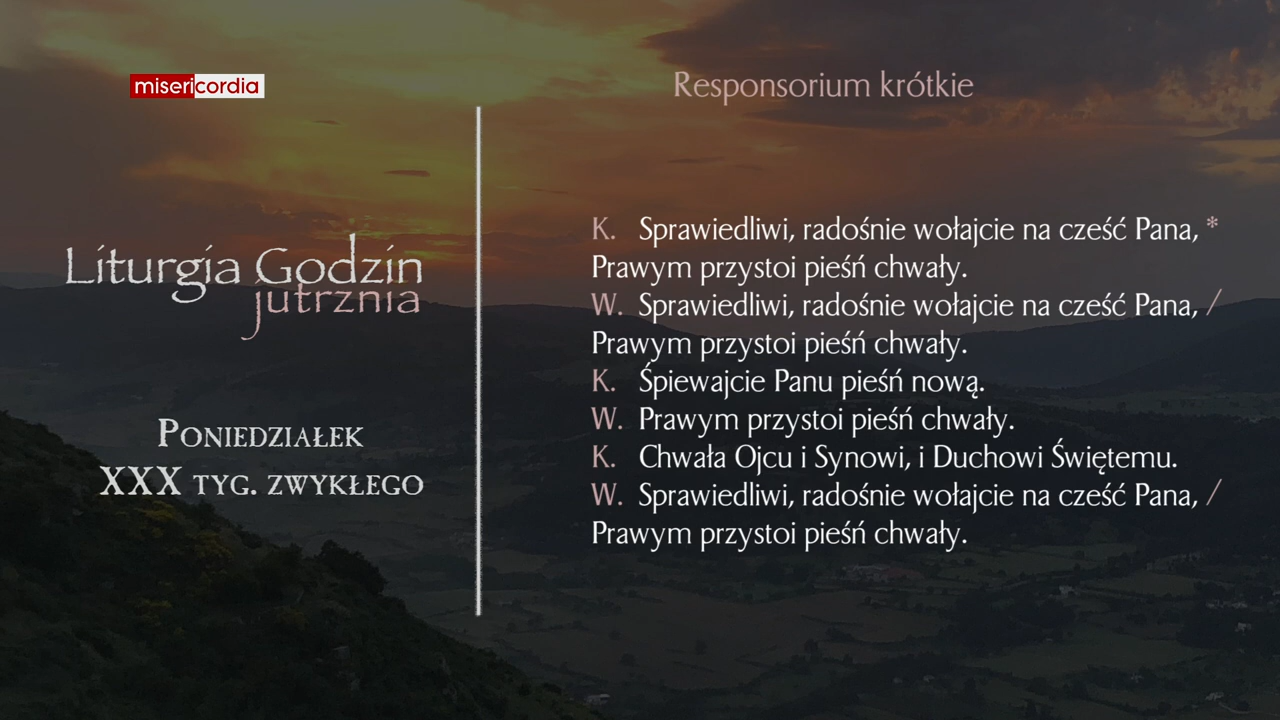 misericordia
Liturgia Godzin
jutrznia
Poniedziałek
XXX tyg. zwykłego
Responsorium krótkie
K. Sprawiedliwi, radośnie wołajcie na cześć Pana, *
Prawym przystoi pieśń chwały.
W. Sprawiedliwi, radośnie wołajcie na cześć Pana, /
Prawym przystoi pieśń chwały.
K. Śpiewajcie Panu pieśń nową.
W. Prawym przystoi pieśń chwały.
K. Chwała Ojcu i Synowi, i Duchowi Świętemu.
W. Sprawiedliwi, radośnie wołajcie na cześć Pana, /
Prawym przystoi pieśń chwały.